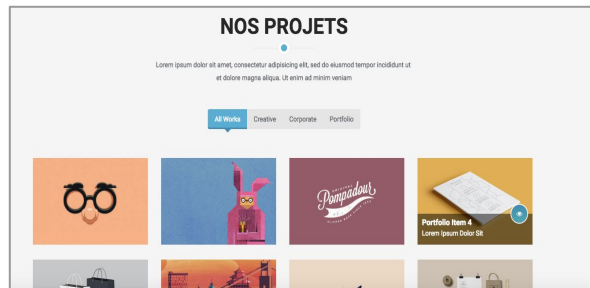 NOS PROJETS
Lorem ipsum dolor sit amet, consectetur adipisicing elit, sed do eiusmod tempor incididunt ut
et dolore magna aliqua. Ut enim ad minim veniam
All Works Creative Corporate Portfolio
Pompadour
Portfolio Item 4
Lorem Ipsum Dolor Sit